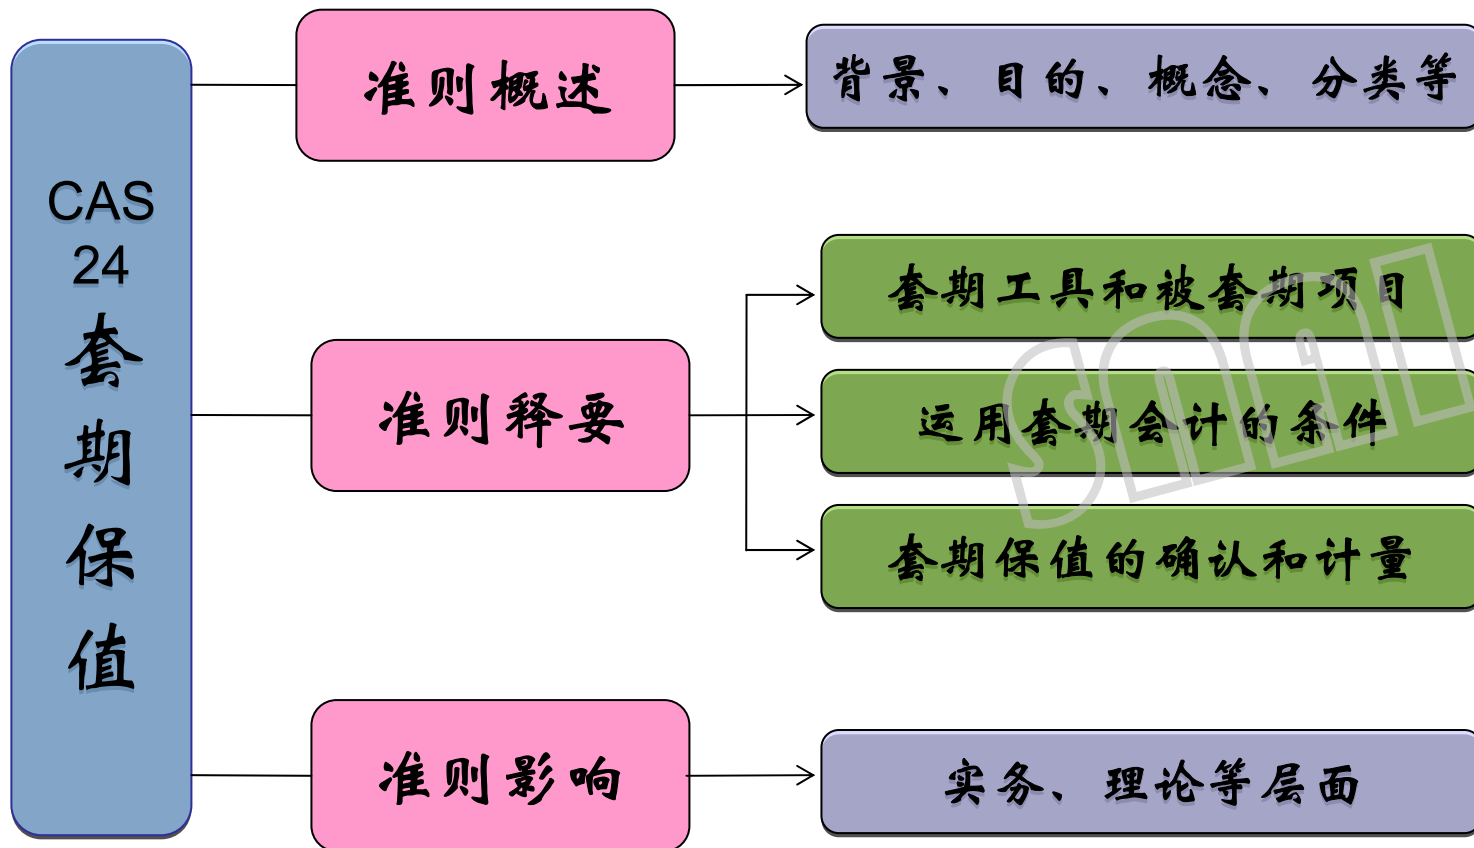 CAS
24
套
期
保
值
准则概述
背景、目的、概念、分类等
准则释要
套期工具和被套期项目
运用套期会计的条件
套期保值的确认和计量
准则影响
实务、理论等层面
SNAI